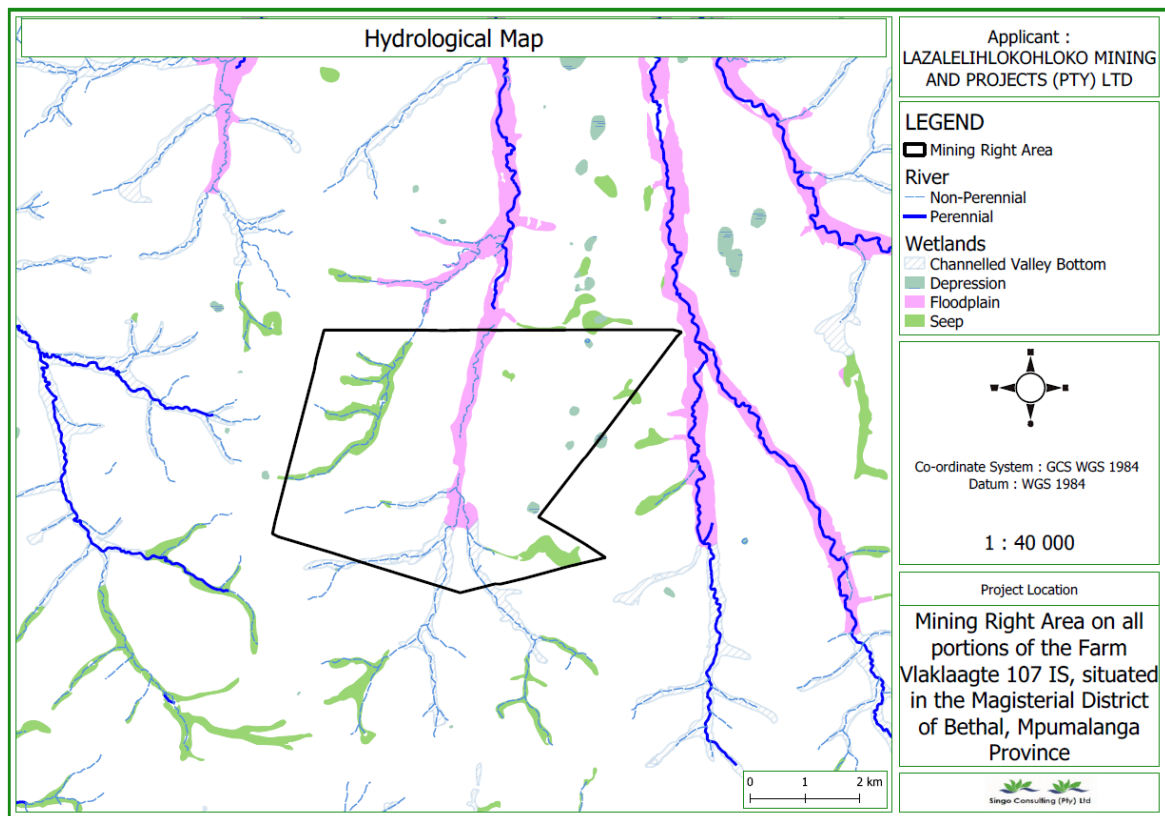 Hydrological Map
Applicant :
LAZALELIHLOKOHLOKO MINING
AND PROJECTS (PTY) LTD
LEGEND
Mining Right Area
River
Non-Perennial
Perennial
Wetlands
Channelled Valley Bottom
Depression
Floodplain
Seep
N
W
E
S
Co-ordinate System : GCS WGS 1984
Datum : WGS 1984
1 : 40 000
Project Location
Mining Right Area on all
portions of the Farm
Vlaklaagte 107 IS, situated
in the Magisterial District
of Bethal, Mpumalanga
Province
0 1 2 km
Singo Consulting (Pty) Ltd